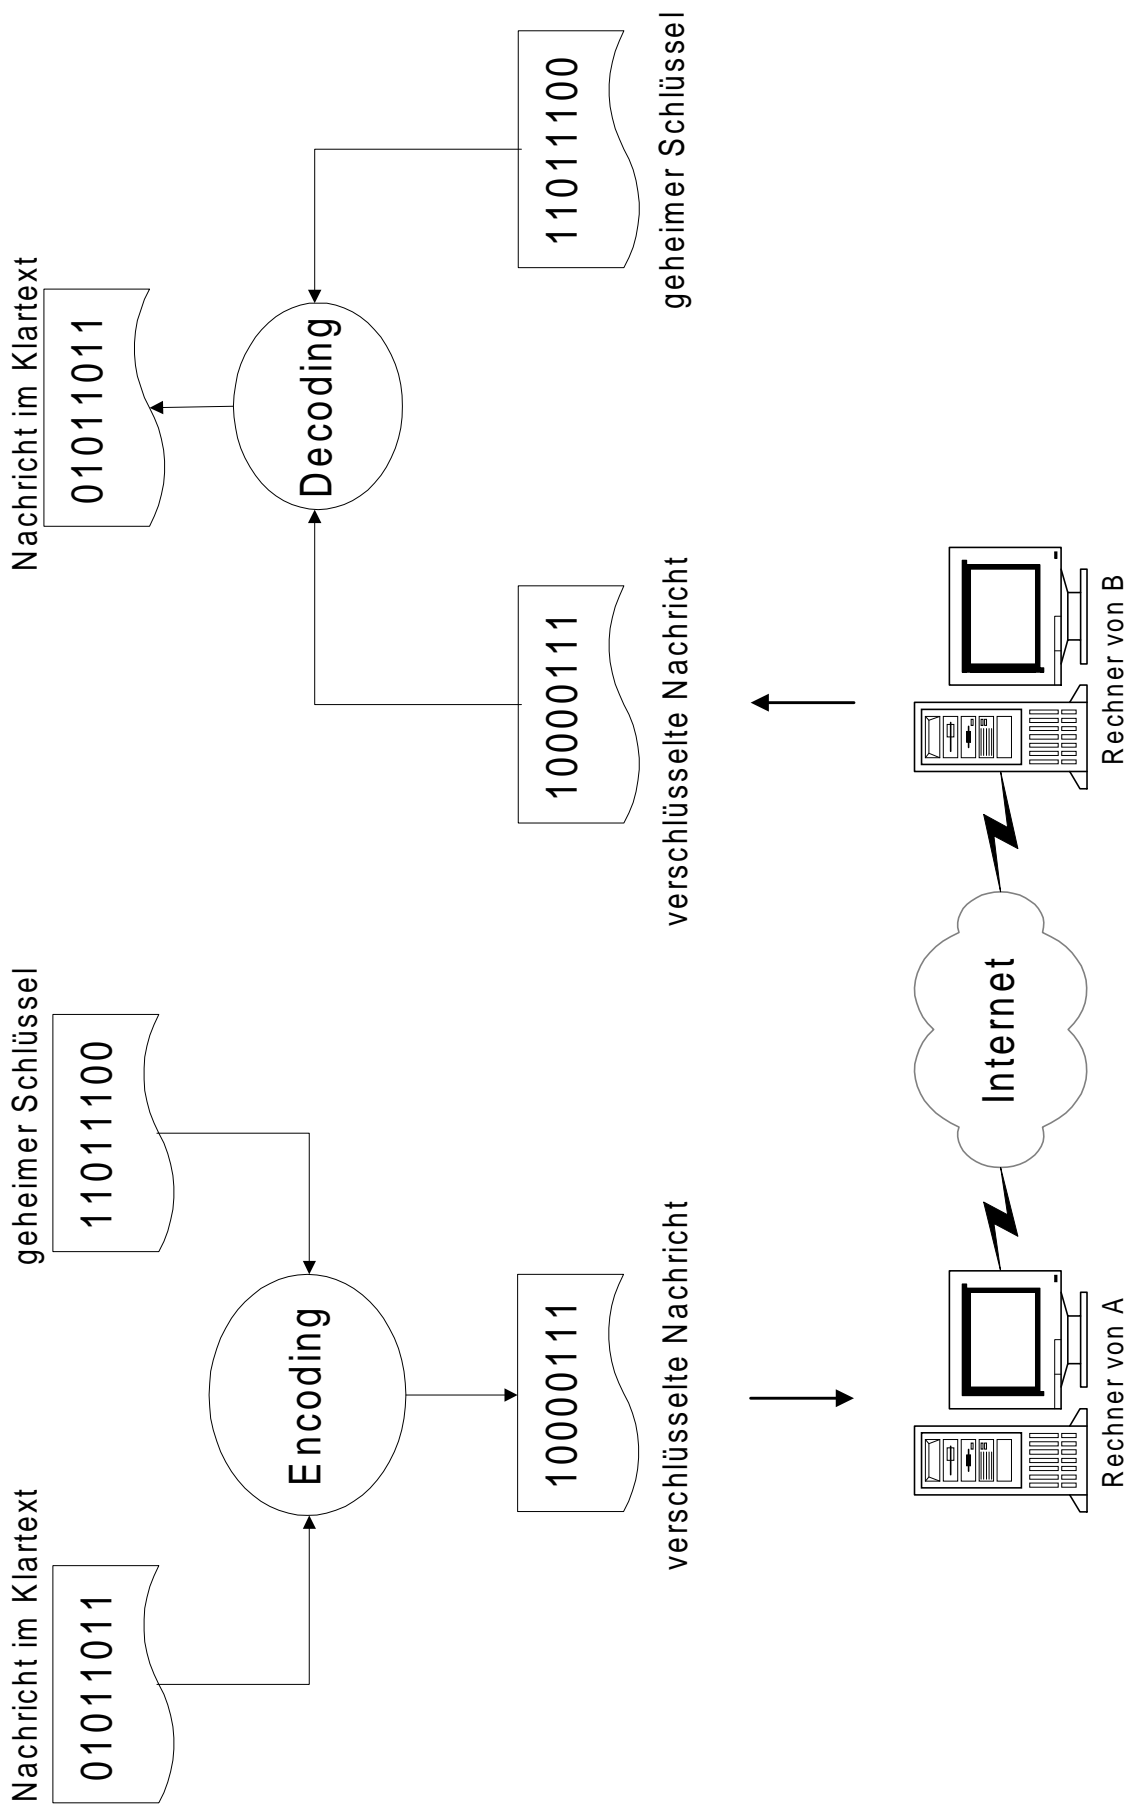 Nachricht im Klartext
01011011
geheimer Schlüssel
11011100
Encoding
10000111
verschlüsselte Nachricht
Rechner von A
Internet
Nachricht im Klartext
01011011
Decoding
10000111
verschlüsselte Nachricht
11011100
geheimer Schlüssel
Rechner von B